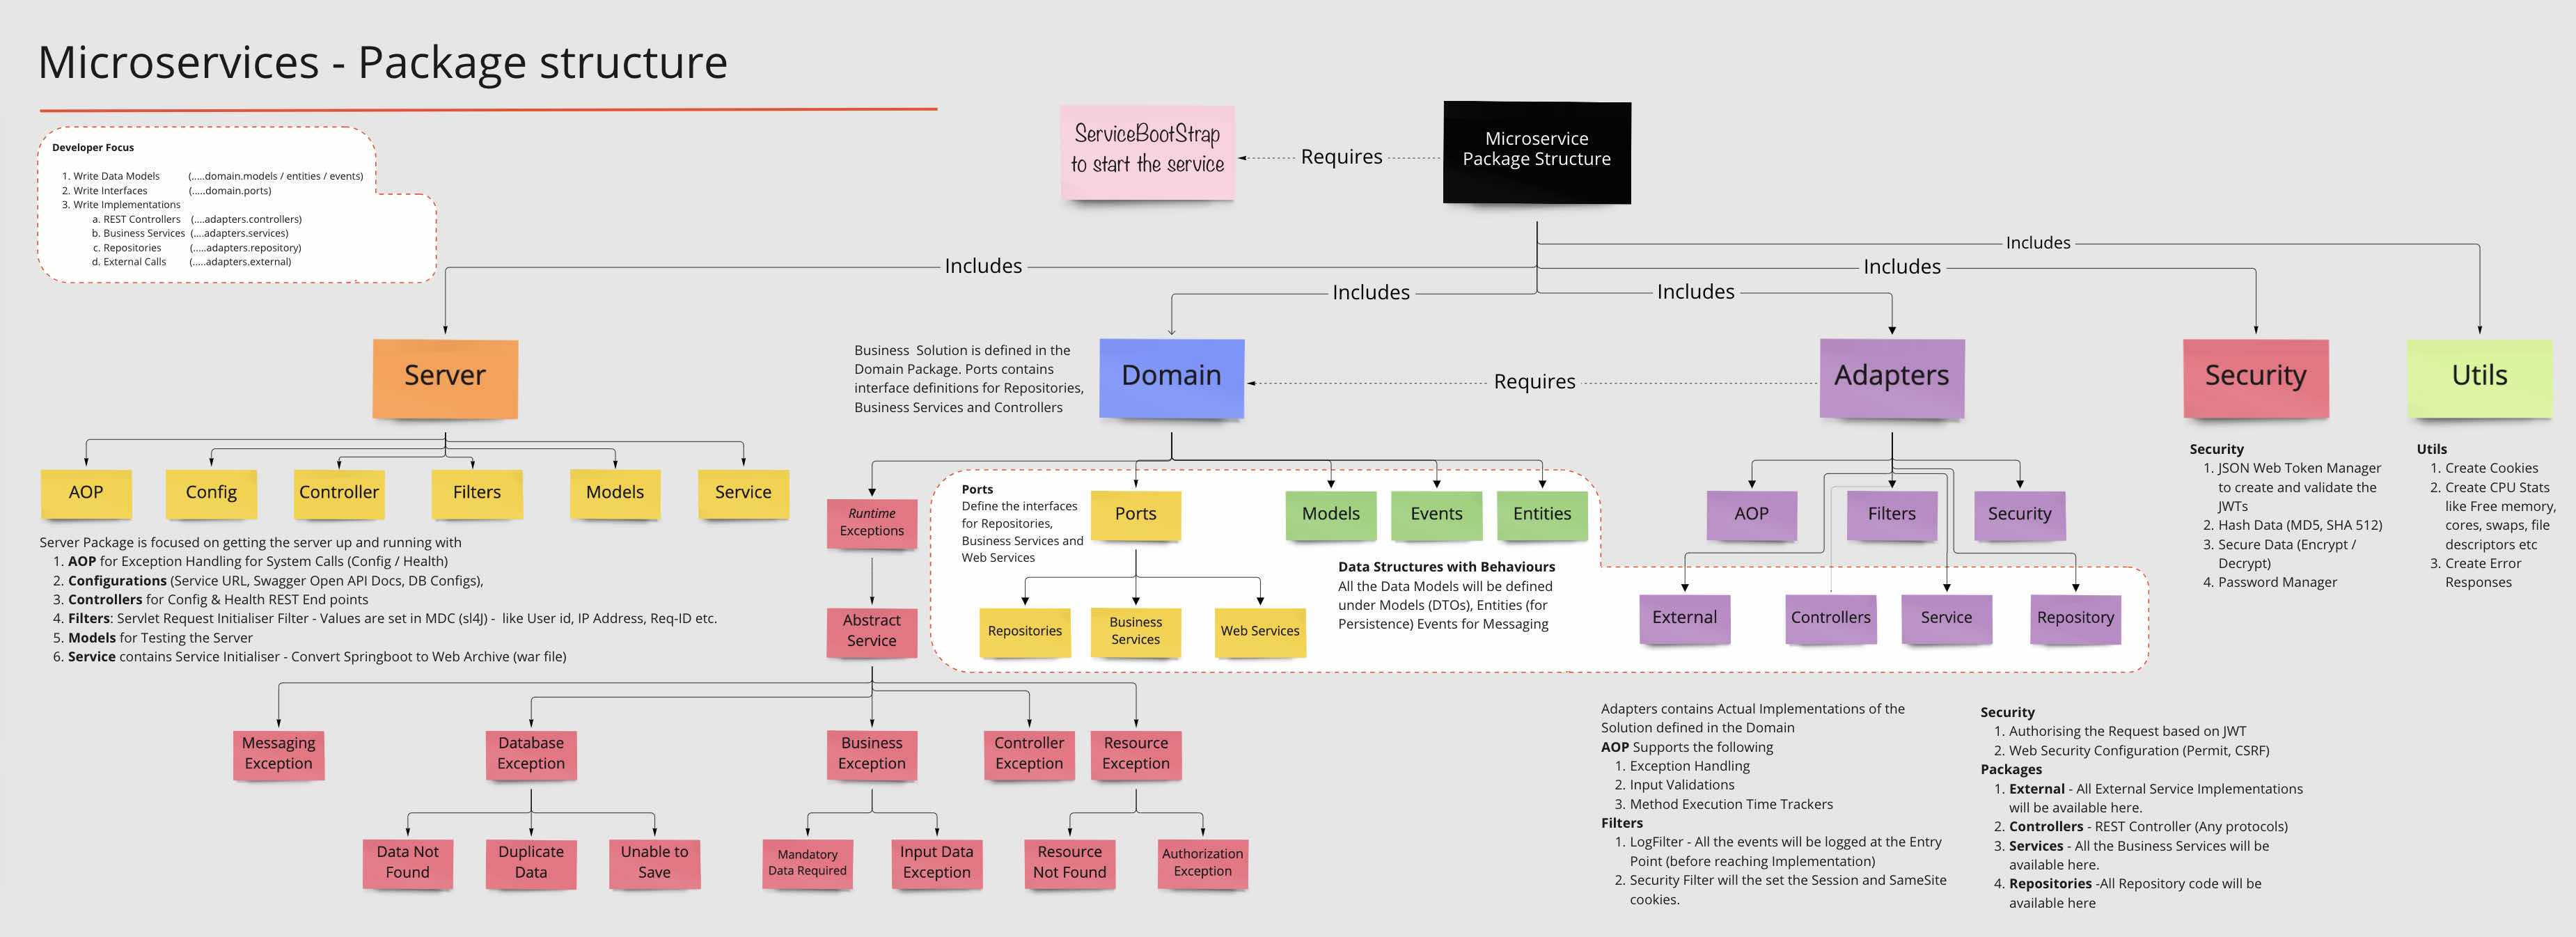 Microservices - Package structure
Developer Focus
1. Write Data Models (.....domain.models / entities / events)
2. Write Interfaces (.....domain.ports)
3. Write Implementations
a. REST Controllers (....adapters.controllers)
b. Business Services (....adapters.services)
c. Repositories (.....adapters.repository)
d. External Calls (.....adapters.external)
ServiceBootStrap
to start the service
Requires
Microservice
Package Structure
Includes
Includes
Includes
Includes
Includes
Server
Business Solution is defined in the
Domain Package. Ports contains
interface definitions for Repositories,
Business Services and Controllers
Domain
Requires
Adapters
Security
Utils
AOP
Config
Controller
Filters
Models
Service
Server Package is focused on getting the server up and running with
1. AOP for Exception Handling for System Calls (Config / Health)
2. Configurations (Service URL, Swagger Open API Docs, DB Configs),
3. Controllers for Config & Health REST End points
4. Filters: Servlet Request Initialiser Filter - Values are set in MDC (sl4J) - like User id, IP Address, Req-ID etc.
5. Models for Testing the Server
6. Service contains Service Initialiser - Convert Springboot to Web Archive (war file)
Runtime
Exceptions
Abstract
Service
Ports
Define the interfaces
for Repositories,
Business Services and
Web Services
Ports
Models
Events
Entities
Repositories
Business
Services
Web Services
Data Structures with Behaviours
All the Data Models will be defined
under Models (DTOs), Entities (for
Persistence) Events for Messaging
AOP
Filters
Security
External
Controllers
Service
Repository
Security
1. JSON Web Token Manager
to create and validate the
JWTs
2. Hash Data (MD5, SHA 512)
3. Secure Data (Encrypt /
Decrypt)
4. Password Manager
Utils
1. Create Cookies
2. Create CPU Stats
like Free memory,
cores, swaps, file
descriptors etc
3. Create Error
Responses
Messaging
Exception
Database
Exception
Business
Exception
Controller
Exception
Resource
Exception
Data Not
Found
Duplicate
Data
Unable to
Save
Mandatory
Data Required
Input Data
Exception
Resource
Not Found
Authorization
Exception
Adapters contains Actual Implementations of the
Solution defined in the Domain
AOP Supports the following
1. Exception Handling
2. Input Validations
3. Method Execution Time Trackers
Filters
1. LogFilter - All the events will be logged at the Entry
Point (before reaching Implementation)
2. Security Filter will the set the Session and SameSite
cookies.
Security
1. Authorising the Request based on JWT
2. Web Security Configuration (Permit, CSRF)
Packages
1. External - All External Service Implementations
will be available here.
2. Controllers - REST Controller (Any protocols)
3. Services - All the Business Services will be
available here.
4. Repositories -All Repository code will be
available here